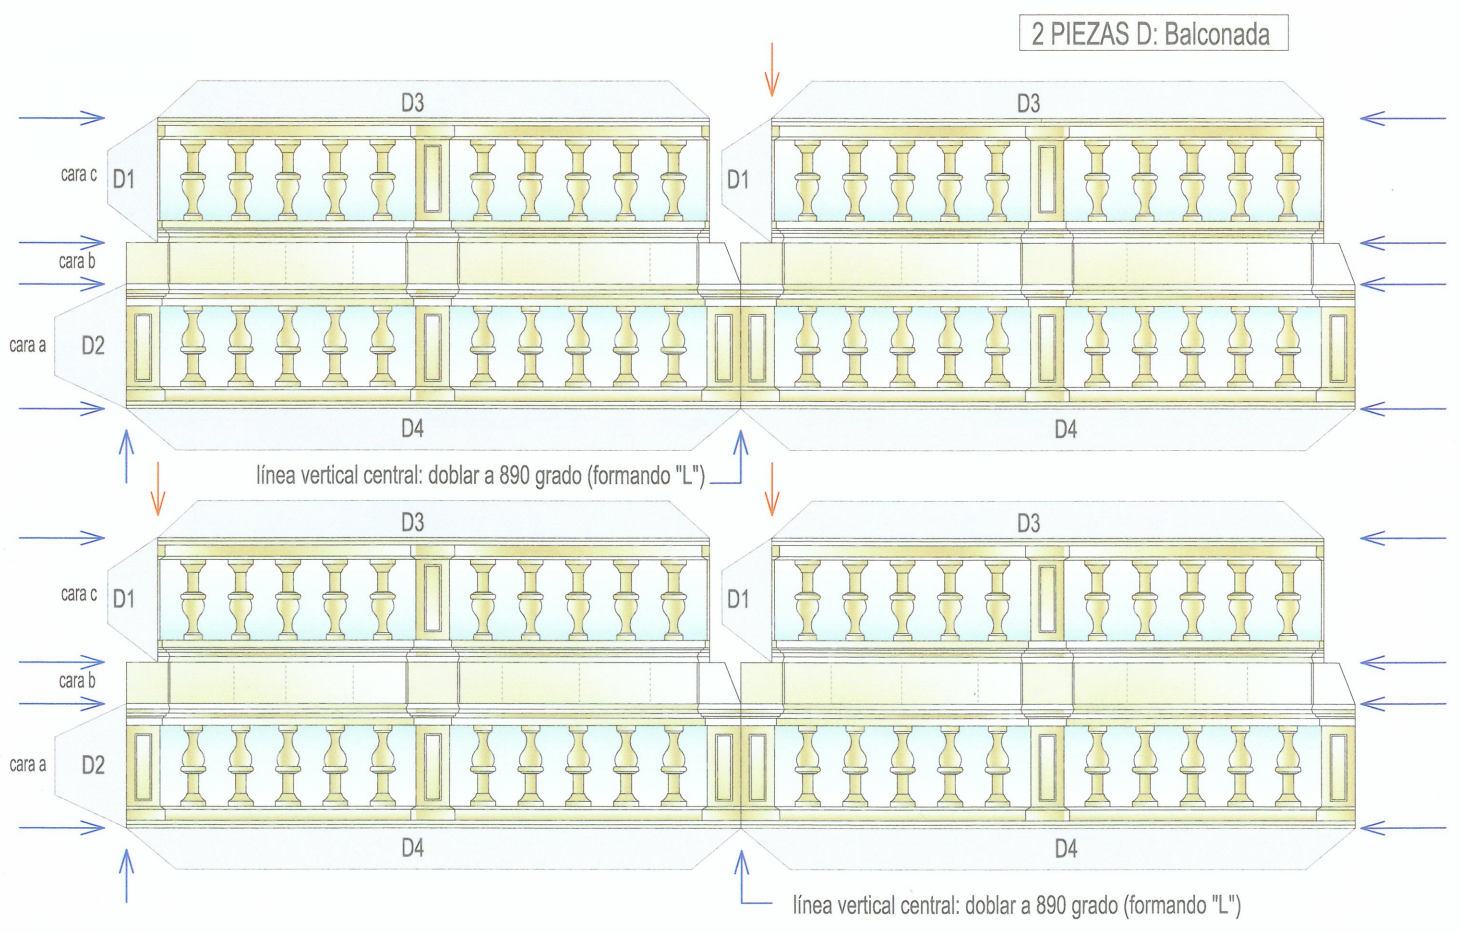 2 PIEZAS D: Balconada
D3
D3
cara c
D1
D1
cara b
cara a
D2
D4
D4
línea vertical central: doblar a 890 grado (formando "L")
D3
D3
cara c
D1
D1
cara b
cara a
D2
D4
D4
línea vertical central: doblar a 890 grado (formando "L")